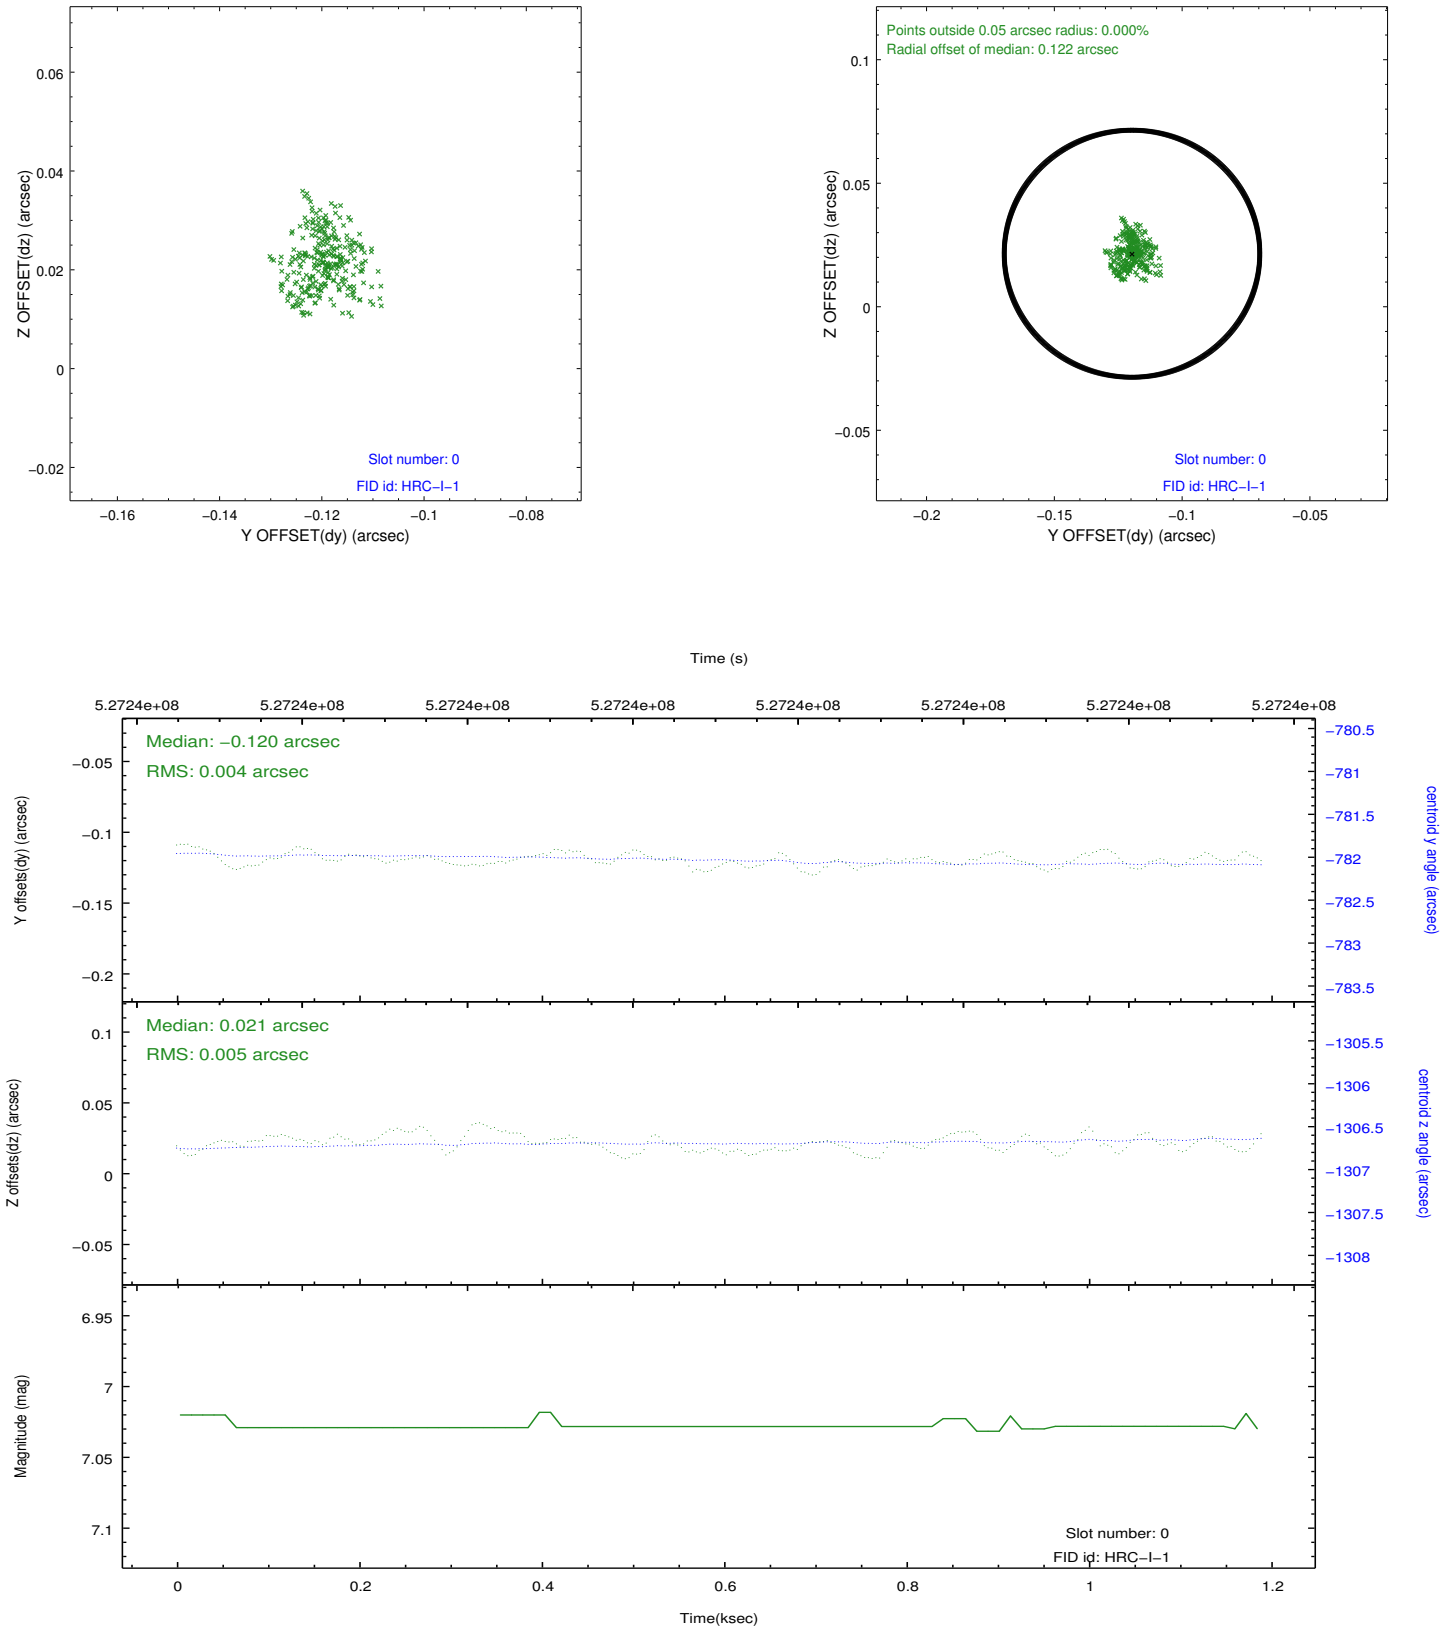 0.06
0.04
0.02
0
−0.02
Z OFFSET(dz) (arcsec)
Slot number: 0
FID id: HRC−I−1
−0.16
−0.14
−0.12
−0.1
−0.08
Y OFFSET(dy) (arcsec)
Points outside 0.05 arcsec radius: 0.000%
Radial offset of median: 0.122 arcsec
0.1
0.05
0
−0.05
Z OFFSET(dz) (arcsec)
Slot number: 0
FID id: HRC−I−1
−0.2
−0.15
−0.1
−0.05
Y OFFSET(dy) (arcsec)
Time (s)
5.2724e+08 5.2724e+08 5.2724e+08 5.2724e+08 5.2724e+08 5.2724e+08 5.2724e+08 5.2724e+08
Median: −0.120 arcsec
RMS: 0.004 arcsec
−0.05
−0.1
−0.15
−0.2
Y offsets(dy) (arcsec)
−780.5
−781
−781.5
−782
−782.5
−783
−783.5
centroid y angle (arcsec)
Median: 0.021 arcsec
RMS: 0.005 arcsec
0.1
0.05
0
−0.05
Z offsets(dz) (arcsec)
−1305.5
−1306
−1306.5
−1307
−1307.5
−1308
centroid z angle (arcsec)
6.95
7
7.05
7.1
Magnitude (mag)
Slot number: 0
FID id: HRC−I−1
0 0.2 0.4 0.6 0.8 1 1.2
Time(ksec)